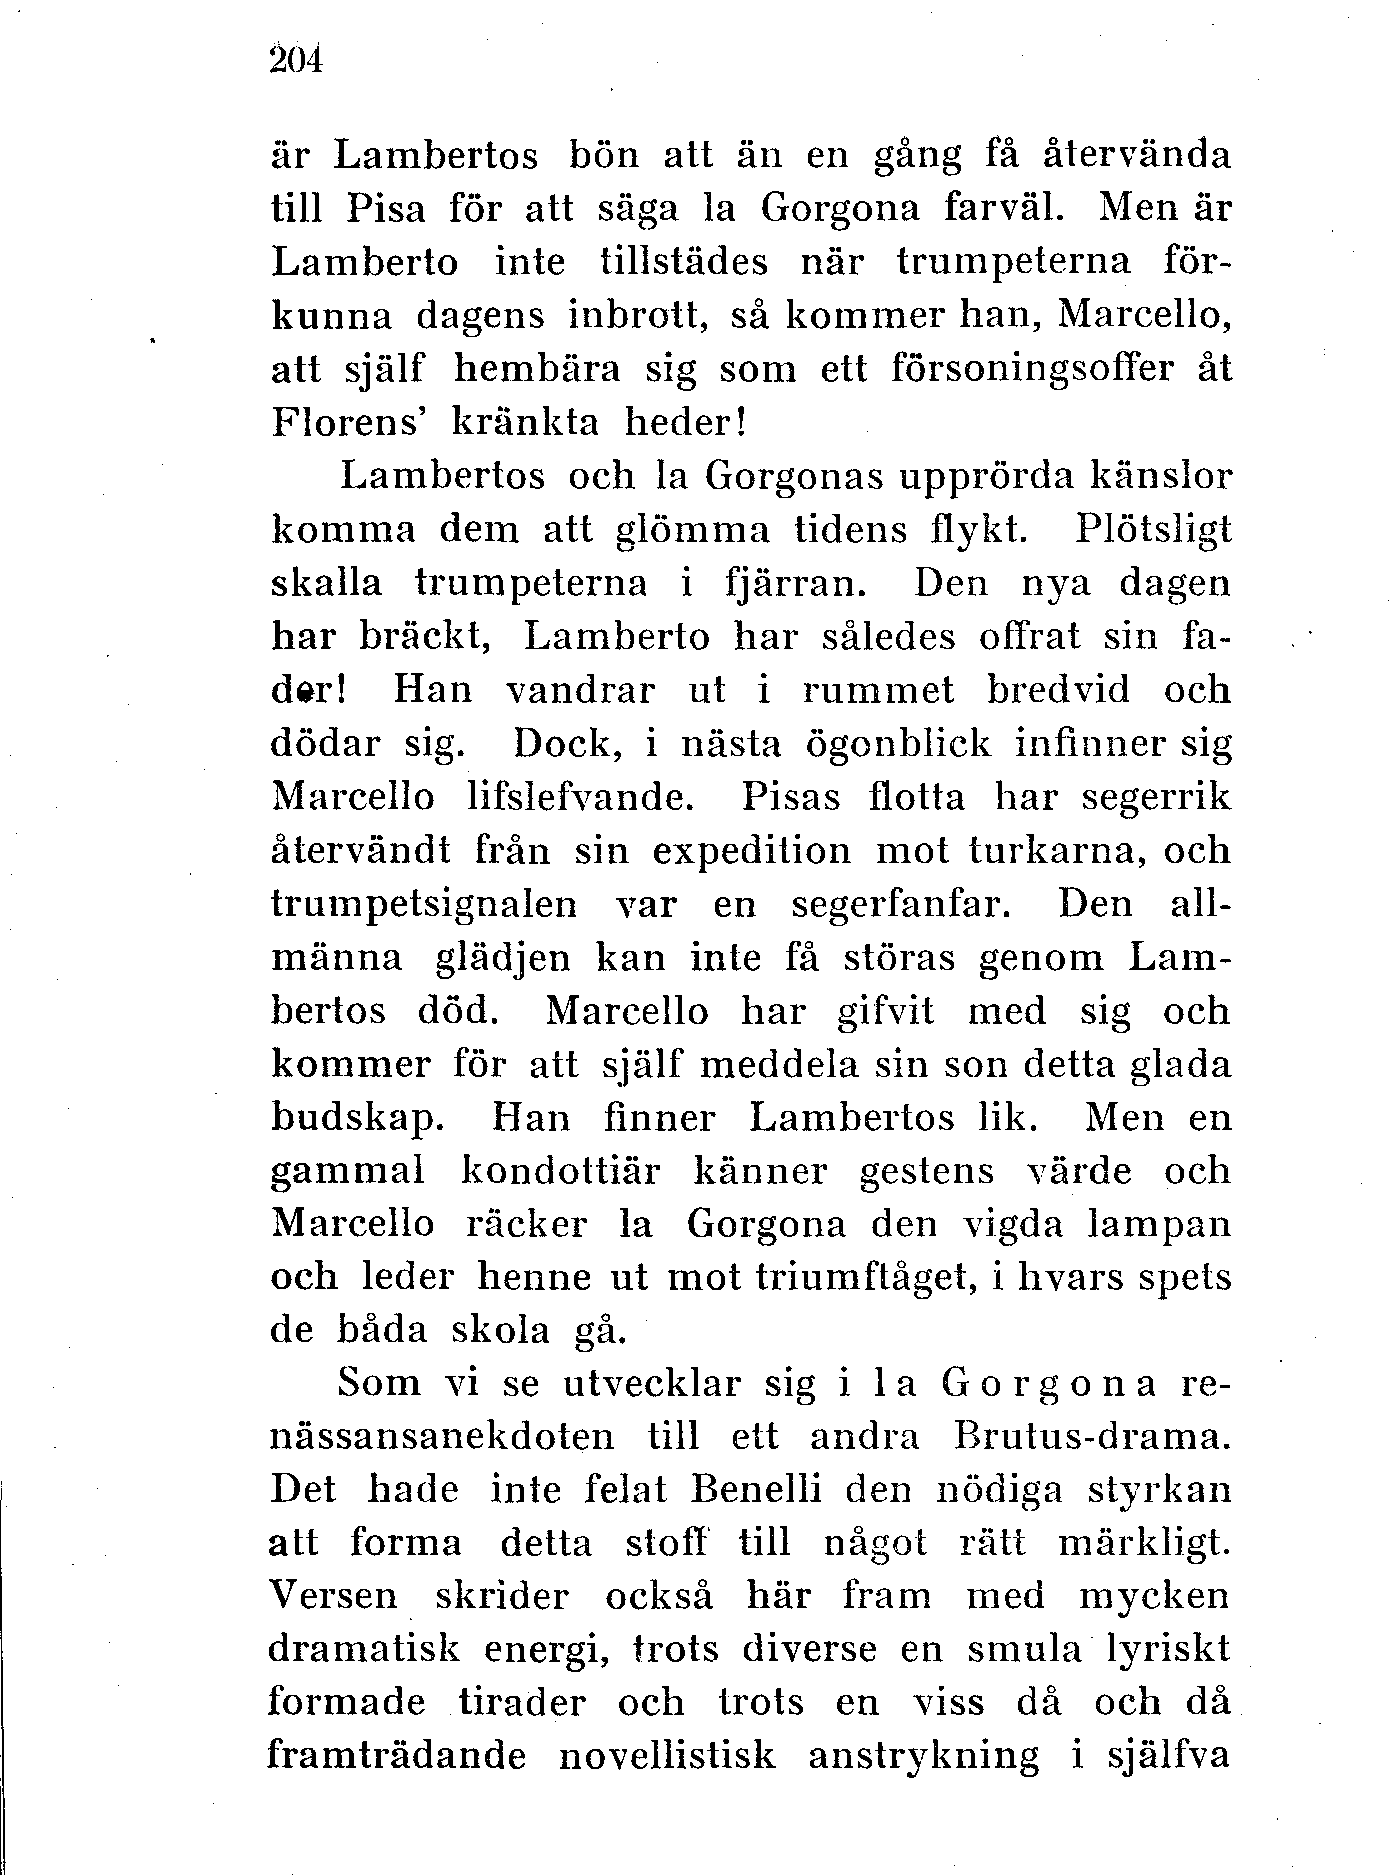 204
är Lambertos bön att än en gång få återvända
till Pisa för att säga la Gorgona farväl. Men är
Lamberto inte tillstädes när trumpeterna för-
kunna dagens inbrott, så kommer han, Marcello,
att själf hembära sig som ett försoningsoffer åt
Florens’ kränkta heder!
Lambertos och la Gorgonas upprörda känslor
komma dem att glömma tidens flykt. Plötsligt
skalla trumpeterna i fjärran. Den nya dagen
har bräckt, Lamberto har således offrat sin fa-
der! Han vandrar ut i rummet bredvid och
dödar sig. Dock, i nästa ögonblick infinner sig
Marcello lifslefvande. Pisas flotta har segerrik
återvändt från sin expedition mot turkarna, och
trumpetsignalen var en segerfanfar. Den all-
männa glädjen kan inte få störas genom Lam-
bertos död. Marcello har gifvit med sig och
kommer för att själf meddela sin son detta glada
budskap. Han finner Lambertos lik. Men en
gammal kondottiär känner gestens värde och
Marcello räcker la Gorgona den vigda lampan
och leder henne ut mot triumftåget, i hvars spets
de båda skola gå.
Som vi se utvecklar sig i la Gorgona re-
nässansanekdoten till ett andra Brutus-drama.
Det hade inte felat Benelli den nödiga styrkan
att forma detta stoff till något rätt märkligt.
Versen skrider också här fram med mycken
dramatisk energi, trots diverse en smula lyriskt
formade tirader och trots en viss då och då
framträdande novellistisk anstrykning i själfva